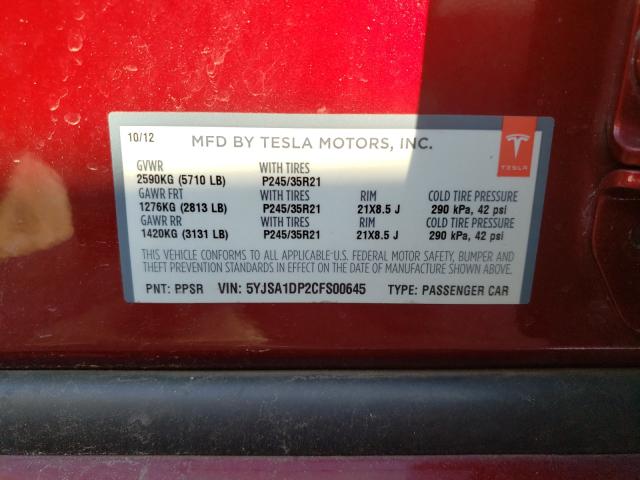 10/12 MFD BY TESLA MOTORS, INC.
TESLA
GVWR WITH TIRES
2590KG (5710 LB) P245/35R21
GAWR FRT WITH TIRES RIM COLD TIRE PRESSURE
1276KG (2813 LB) P245/35R21 21X8.5 J 290 kPa, 42 psi
GAWR RR WITH TIRES RIM COLD TIRE PRESSURE
1420KG (3131 LB) P245/35R21 21X8.5 J 290 kPa, 42 psi
THIS VEHICLE CONFORMS TO ALL APPLICABLE U.S. FEDERAL MOTOR SAFETY, BUMPER AND
THEFT PREVENTION STANDARDS IN EFFECT ON THE DATE OF MANUFACTURE SHOWN ABOVE.
PNT: PPSR VIN: 5YJSA1DP2CFS00645 TYPE: PASSENGER CAR